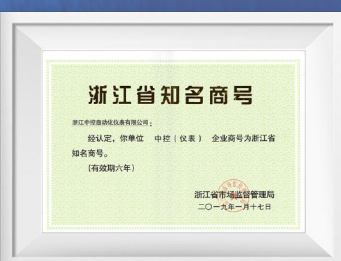 浙江省知名商号
浙江中控自动化仪表有限公司：
经认定，你单位 中控（仪表） 企业商号为浙江省
知名商号。
（有效期六年）
浙江省市场监督管理局
二〇一九年一月十七日